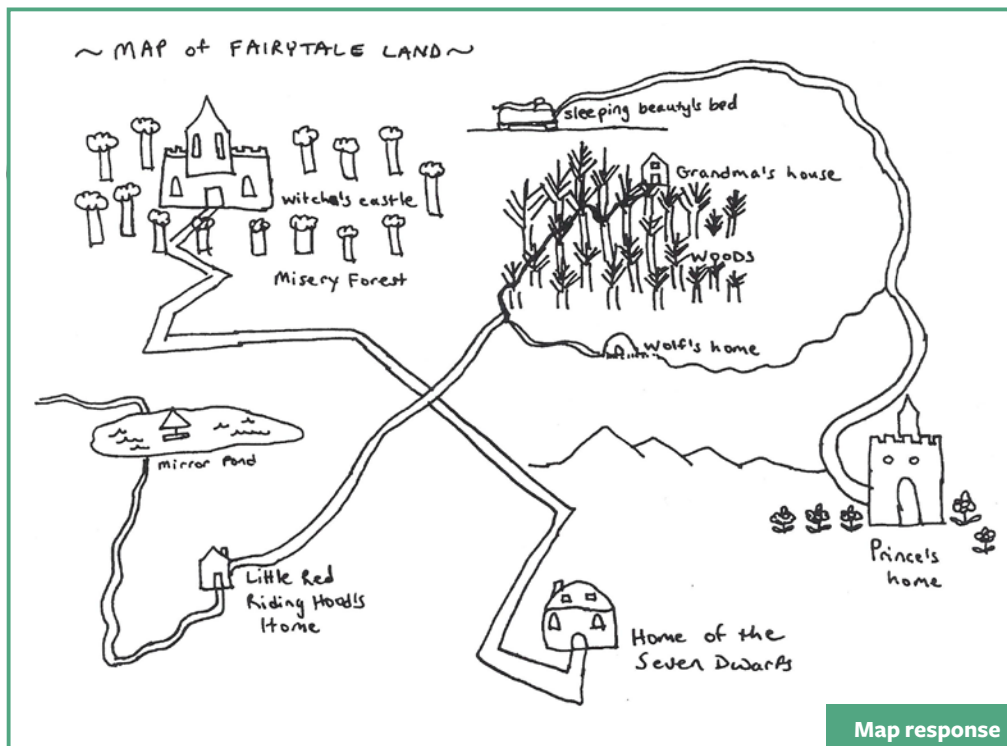 ~ MAP of FAIRYTALE LAND ~
sleeping beauty's bed
Grandma's house
witche's castle
WOODS
Misery Forest
Wolf's home
mirror pond
Little Red
Riding Hood's
Home
Prince's
home
Home of the
Seven Dwarfs
Map response